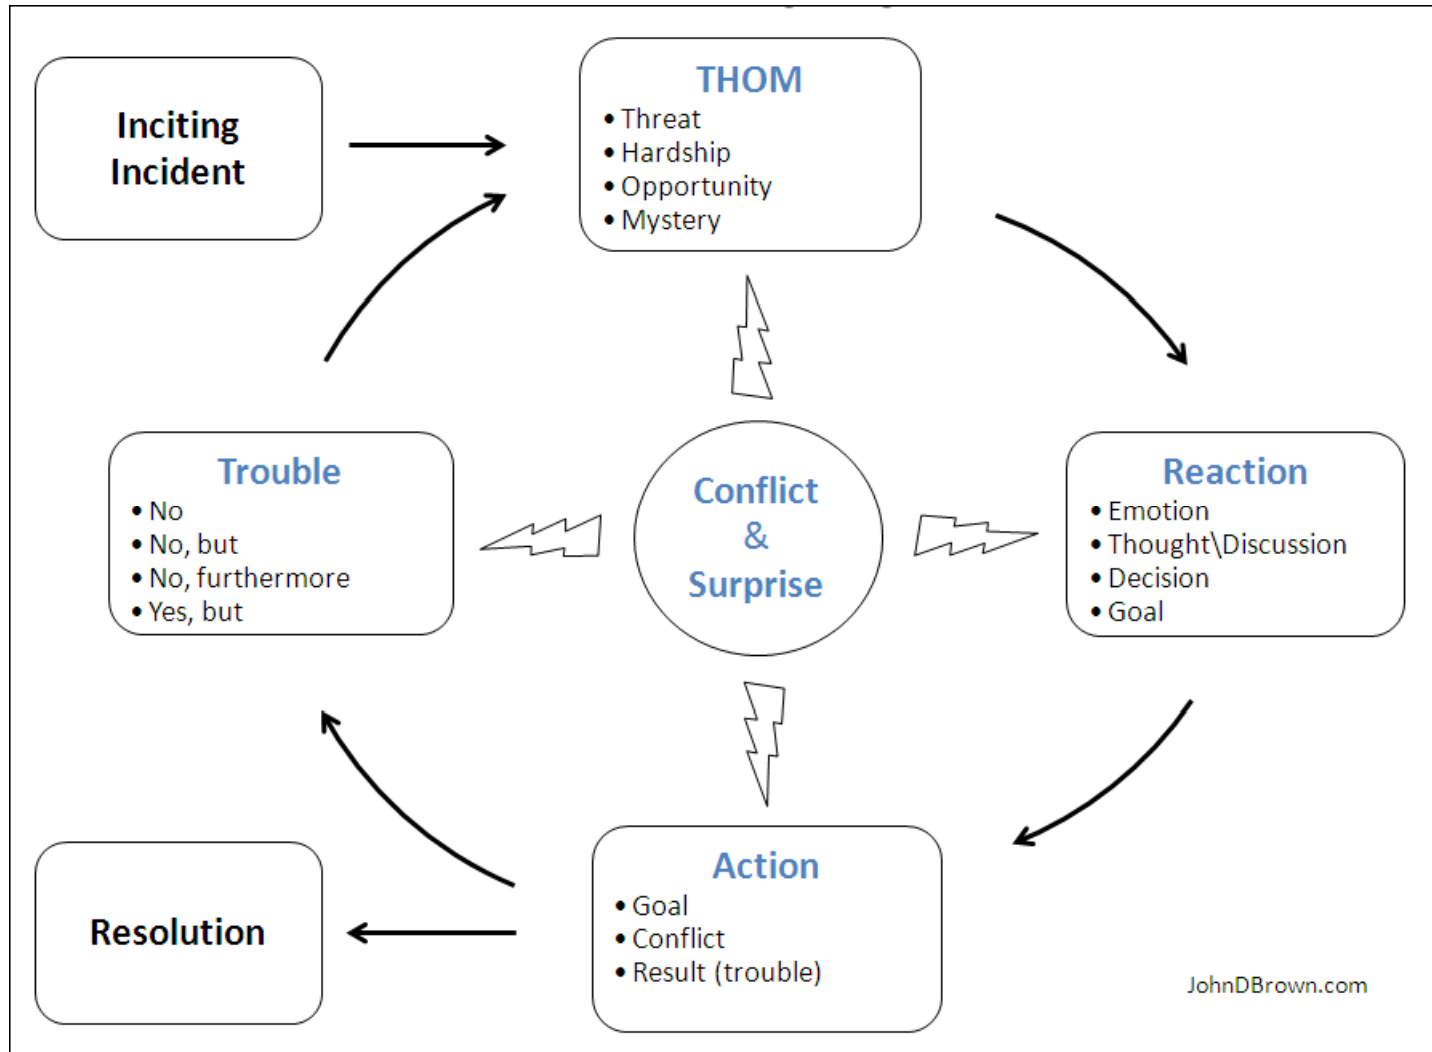 Inciting
Incident
THOM
• Threat
• Hardship
• Opportunity
• Mystery
Trouble
• No
• No, but
• No, furthermore
• Yes, but
Conflict
&
Surprise
Reaction
• Emotion
• Thought\Discussion
• Decision
• Goal
Resolution
Action
• Goal
• Conflict
• Result (trouble)
JohnDBrown.com